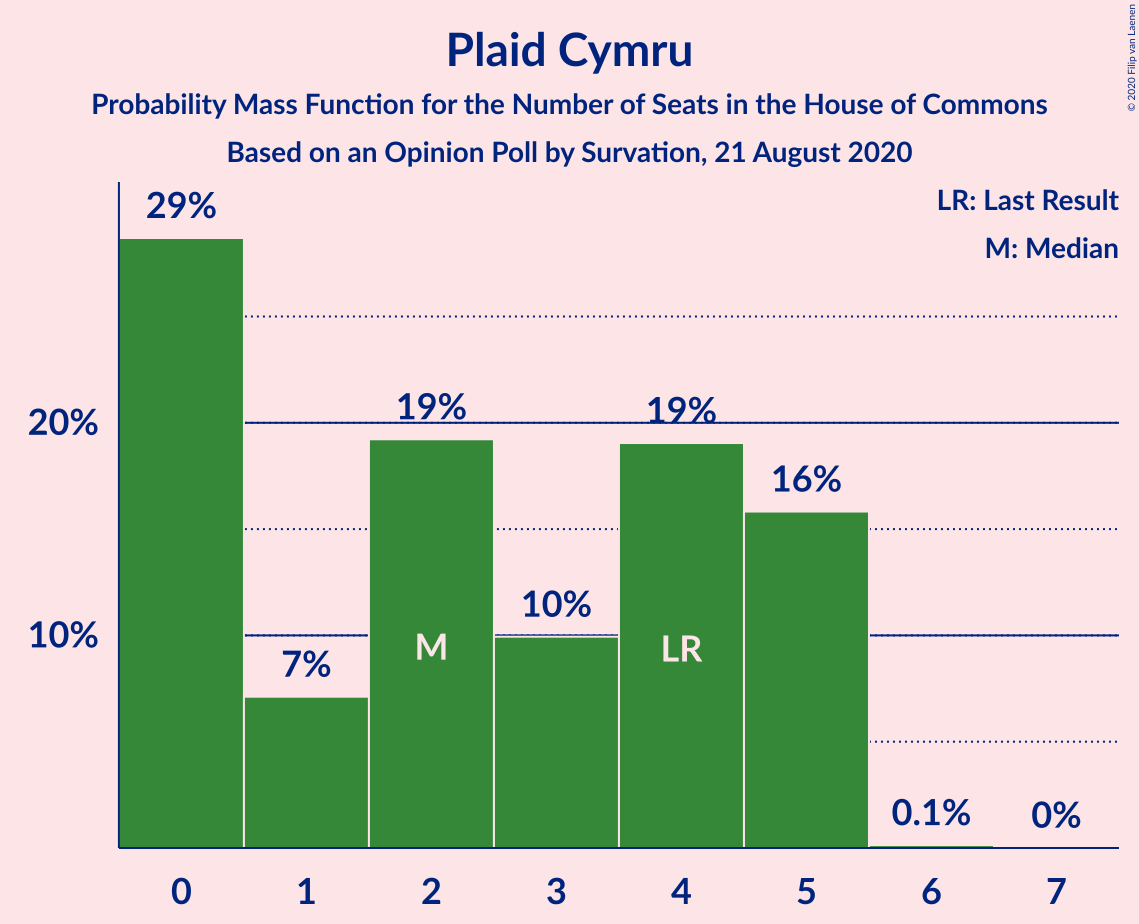 Plaid Cymru
Probability Mass Function for the Number of Seats in the House of Commons
Based on an Opinion Poll by Survation, 21 August 2020
© 2020 Filip van Laenen
LR: Last Result
M: Median
29%
20%
19%
19%
16%
10%
10%
7%
M
LR
0.1%
0%
0 1 2 3 4 5 6 7